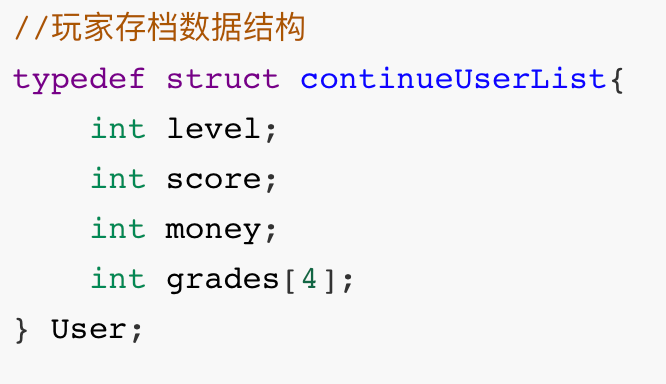 //玩家存档数据结构
typedef struct continueUserList{
    int level;
    int score;
    int money;
    int grades[4];
} User;